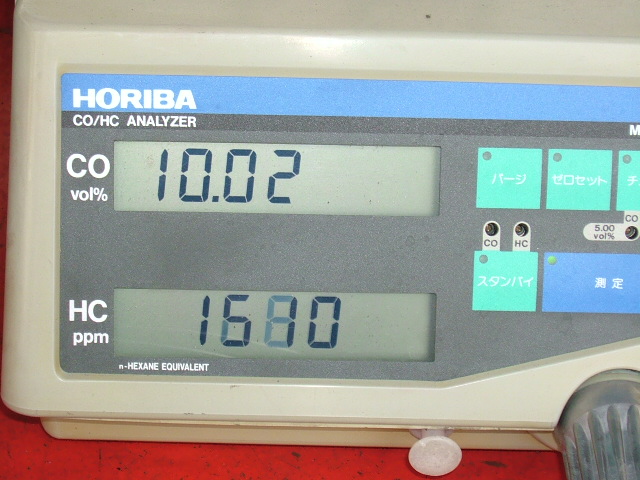 HORIBA
CO/HC ANALYZER
M
CO
vol%
10.02
パージ
ゼロセット
チ
CO
HC
5.00
vol%
CO
スタンバイ
測定
HC
ppm
n-HEXANE EQUIVALENT